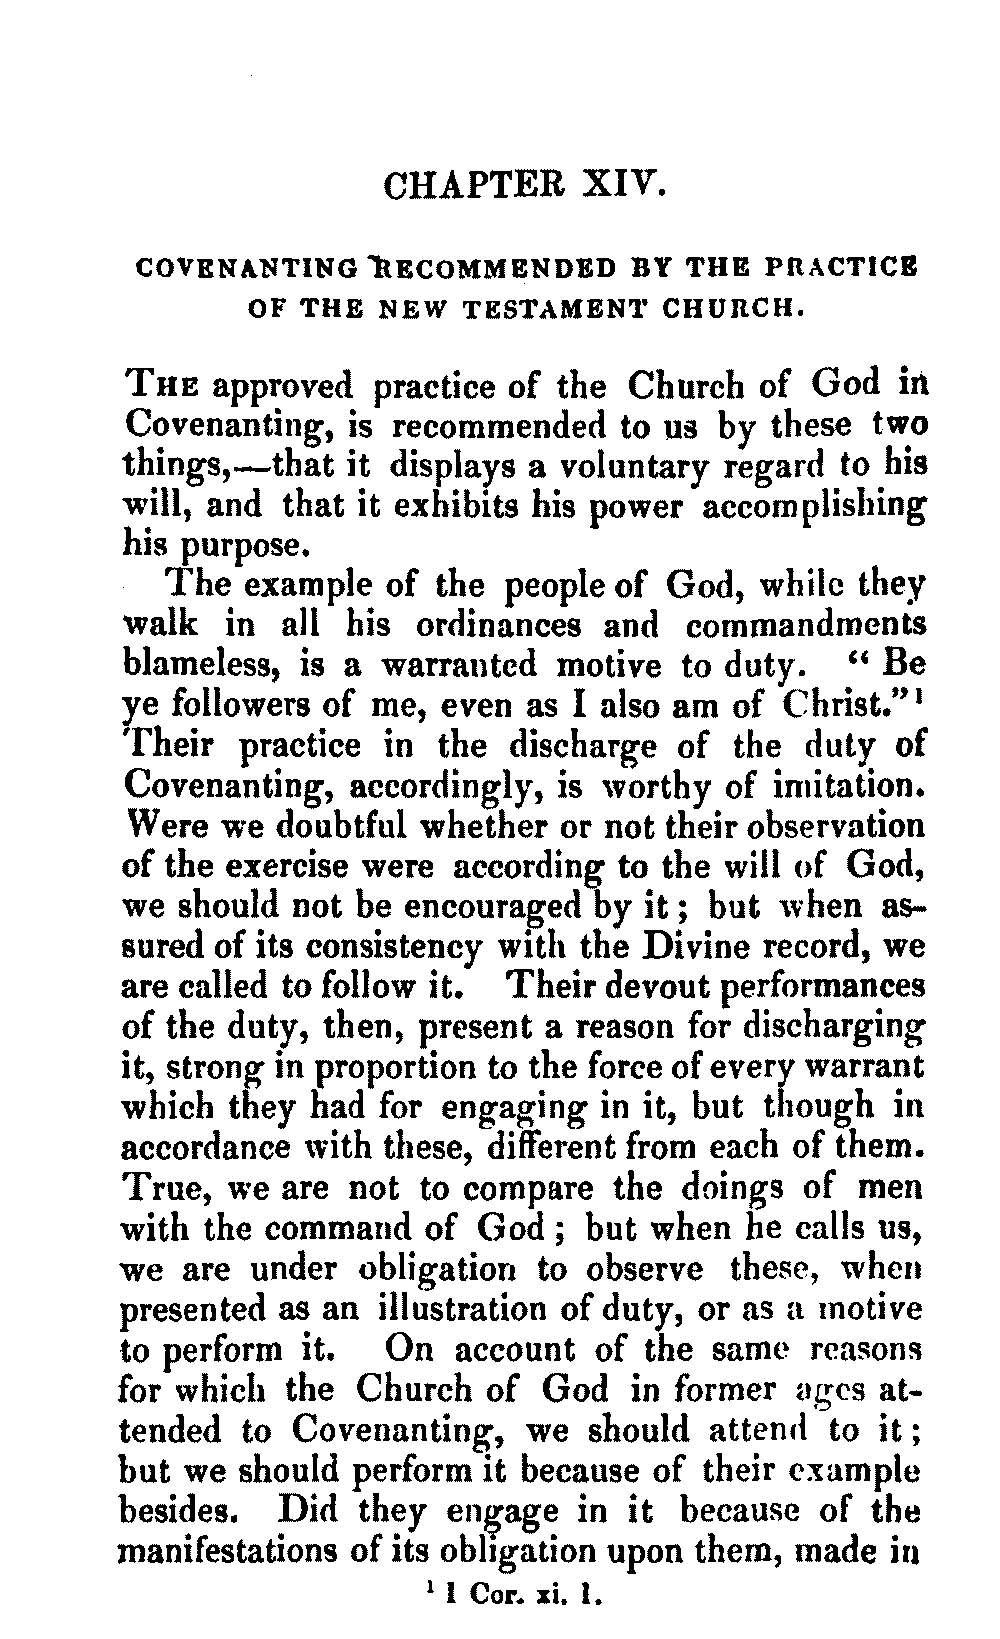 CHAPTER XIV.
COVENANTING RECOMMENDED BY THE PRACTICE
OF THE NEW TESTAMENT CHURCH.
THE approved practice of the Church of God in
Covenanting, is recommended to us by these two
things,—that it displays a voluntary regard to his
will, and that it exhibits his power accomplishing
his purpose.
The example of the people of God, while they
walk in all his ordinances and commandments
blameless, is a warranted motive to duty. “Be
ye followers of me, even as I also am of Christ.”¹
Their practice in the discharge of the duty of
Covenanting, accordingly, is worthy of imitation.
Were we doubtful whether or not their observation
of the exercise were according to the will of God,
we should not be encouraged by it; but when as-
sured of its consistency with the Divine record, we
are called to follow it. Their devout performances
of the duty, then, present a reason for discharging
it, strong in proportion to the force of every warrant
which they had for engaging in it, but though in
accordance with these, different from each of them.
True, we are not to compare the doings of men
with the command of God; but when he calls us,
we are under obligation to observe these, when
presented as an illustration of duty, or as a motive
to perform it. On account of the same reasons
for which the Church of God in former ages at-
tended to Covenanting, we should attend to it;
but we should perform it because of their example
besides. Did they engage in it because of the
manifestations of its obligation upon them, made in
¹ 1 Cor. xi. 1.